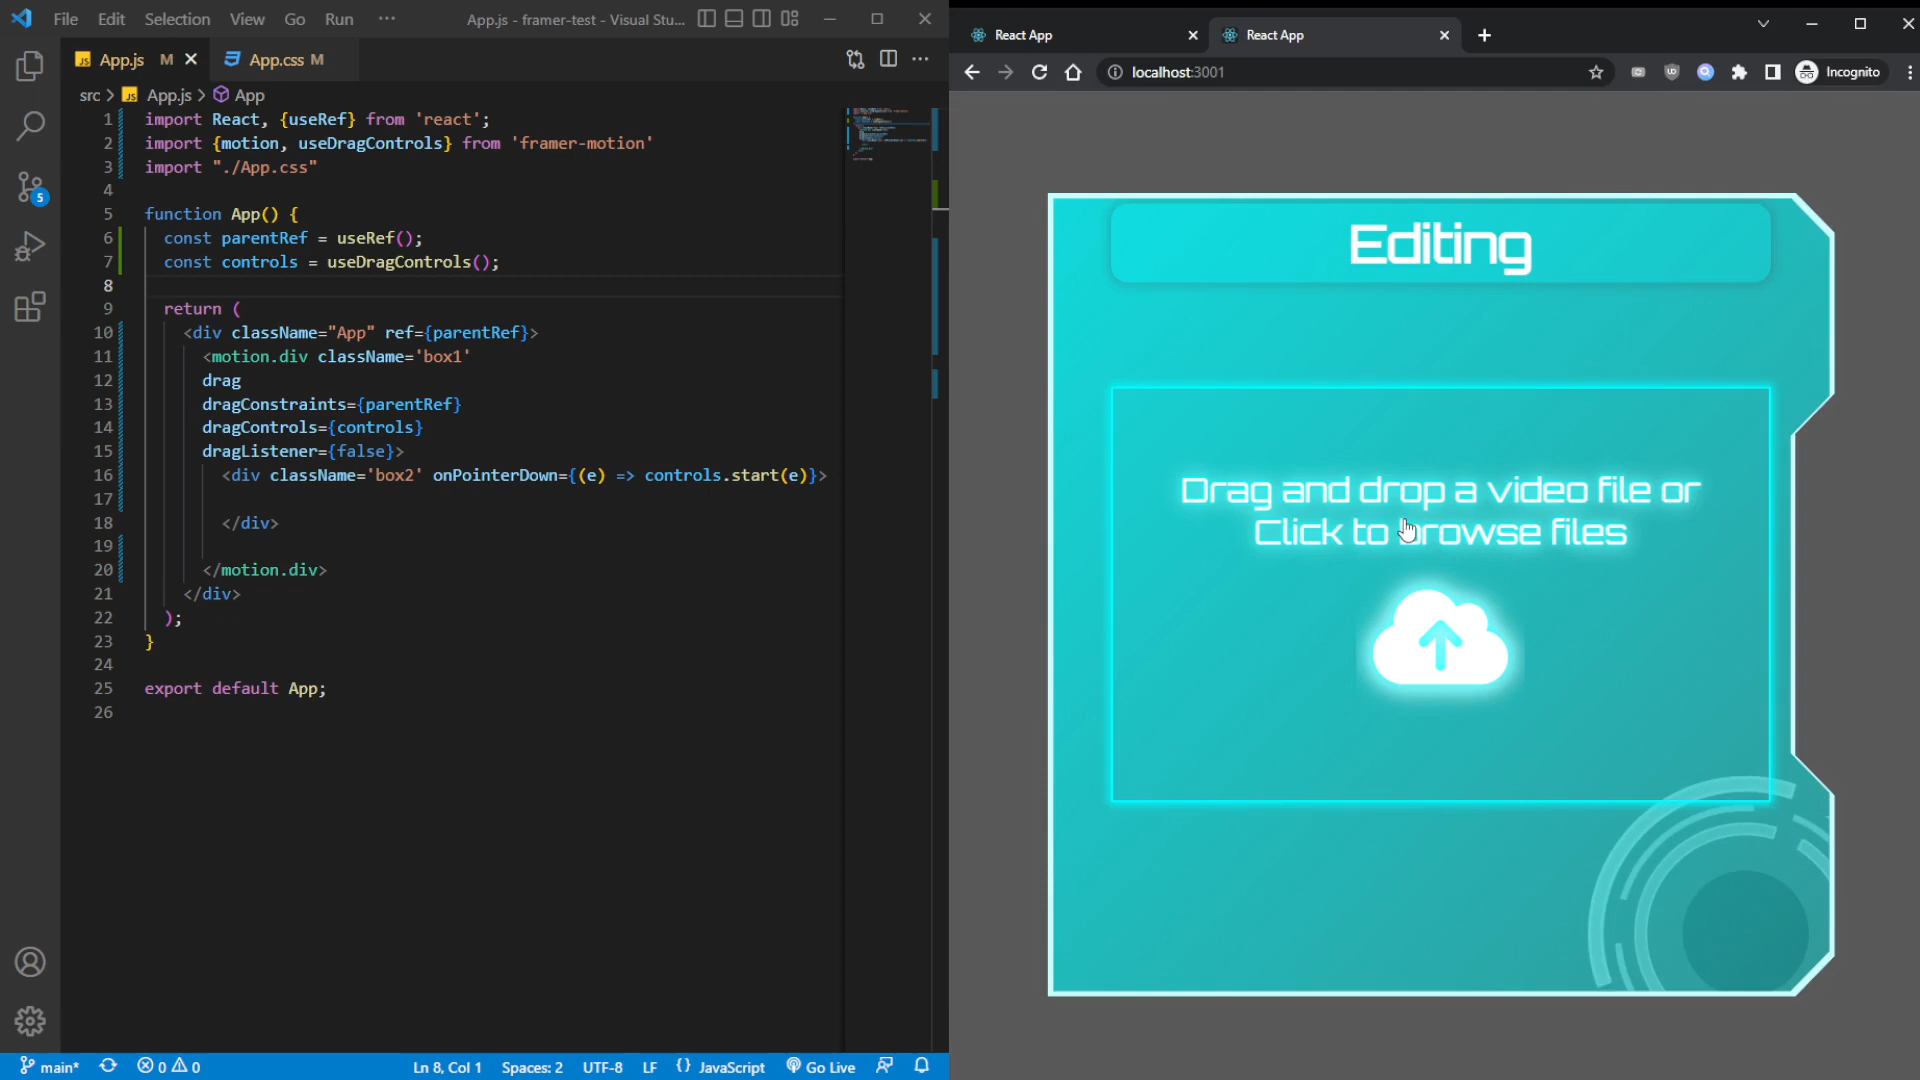 File Edit Selection View Go Run ··· App.js - framer-test - Visual Stu...
App.js M App.css M
src > App.js > App
1 import React, {useRef} from 'react';
2 import {motion, useDragControls} from 'framer-motion'
3 import "./App.css"
4
5 function App() {
6 const parentRef = useRef();
7 const controls = useDragControls();
8
9 return (
10 <div className="App" ref={parentRef}>
11 <motion.div className='box1'
12 drag
13 dragConstraints={parentRef}
14 dragControls={controls}
15 dragListener={false}>
16 <div className='box2' onPointerDown={(e) => controls.start(e)}>
17
18 </div>
19
20 </motion.div>
21 </div>
22 );
23 }
24
25 export default App;
26
5
main* 0 0 Ln 8, Col 1 Spaces: 2 UTF-8 LF {} JavaScript Go Live
React App React App
localhost:3001 Incognito
Editing
Drag and drop a video file or
Click to browse files